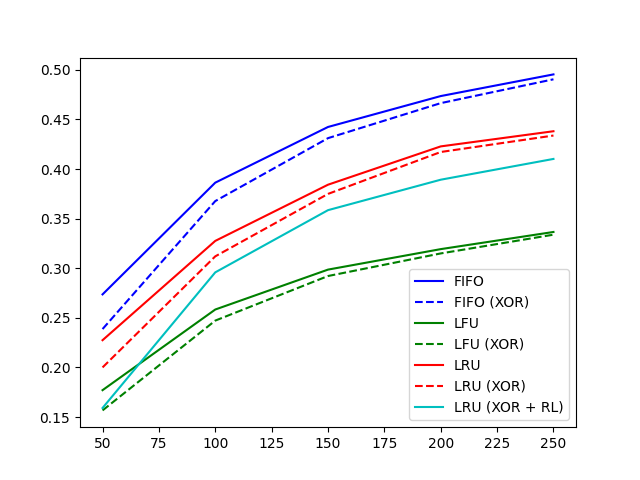 0.50
0.45
0.40
0.35
0.30
0.25
0.20
0.15
50 75 100 125 150 175 200 225 250
FIFO
FIFO (XOR)
LFU
LFU (XOR)
LRU
LRU (XOR)
LRU (XOR + RL)